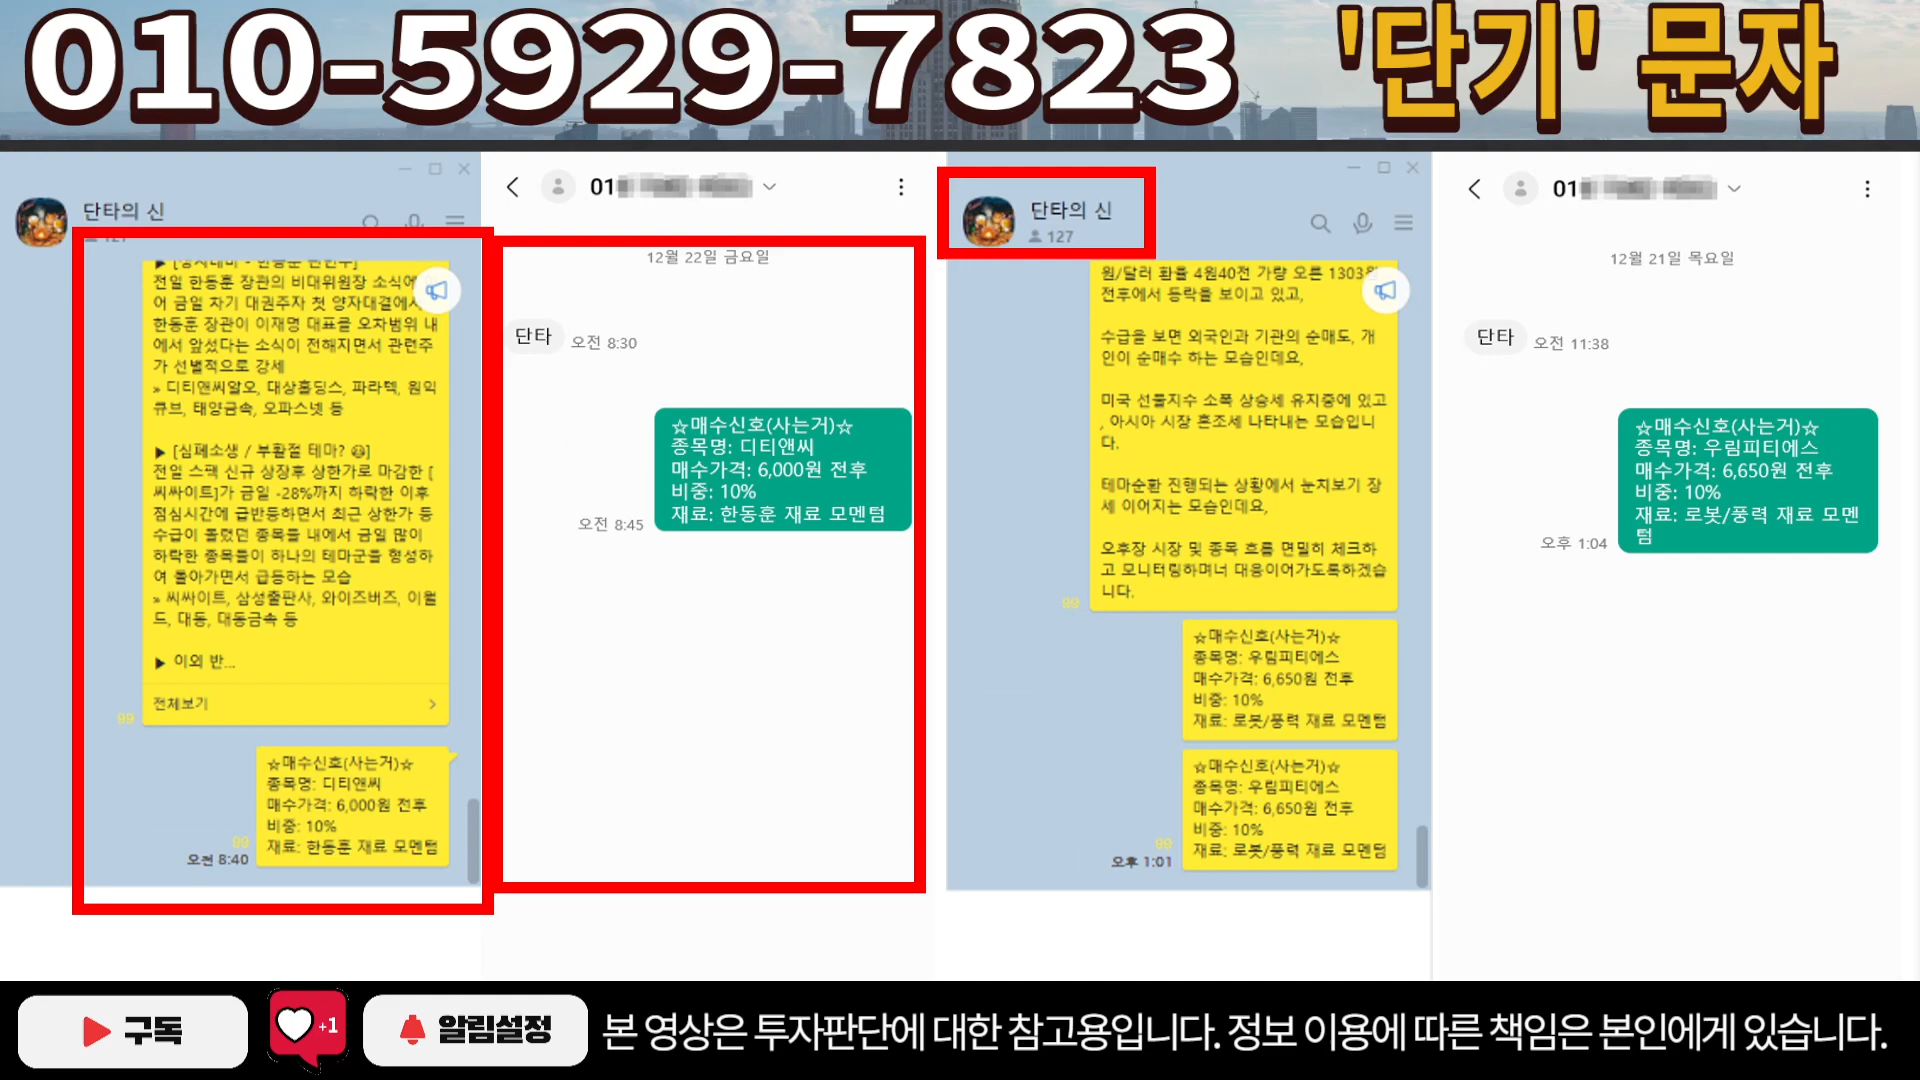 010-5929-7823 '단기' 문자
단타의 신
전일 한동훈 장관의 비대위원장 소식에
어 금일 차기 대권주자 첫 양자대결에서
한동훈 장관이 이재명 대표를 오차범위 내
에서 앞섰다는 소식이 전해지면서 관련주
가 선별적으로 강세
» 디티앤씨알오, 대상홀딩스, 파라텍, 원익
큐브, 태양금속, 오파스넷 등
▶ [심폐소생 / 부활절 테마? ]
전일 스팩 신규 상장후 상한가로 마감한 [
씨싸이트]가 금일 -28%까지 하락한 이후
점심시간에 급반등하면서 최근 상한가 등
수급이 몰렸던 종목들 내에서 금일 많이
하락한 종목들이 하나의 테마군을 형성하
여 돌아가면서 급등하는 모습
» 씨싸이트, 삼성출판사, 와이즈버즈, 이월
드, 대동, 대동금속 등
▶ 이외 반...
전체보기
99
☆매수신호(사는거)☆
종목명: 디티앤씨
매수가격: 6,000원 전후
비중: 10%
재료: 한동훈 재료 모멘텀
99
오전 8:40
01
12월 22일 금요일
단타
오전 8:30
☆매수신호(사는거)☆
종목명: 디티앤씨
매수가격: 6,000원 전후
비중: 10%
재료: 한동훈 재료 모멘텀
오전 8:45
단타의 신
127
원/달러 환율 4원40전 가량 오른 1303원
전후에서 등락을 보이고 있고,
수급을 보면 외국인과 기관의 순매도, 개
인이 순매수 하는 모습인데요,
미국 선물지수 소폭 상승세 유지중에 있고
, 아시아 시장 혼조세 나타내는 모습입니
다.
테마순환 진행되는 상황에서 눈치보기 장
세 이어지는 모습인데요,
오후장 시장 및 종목 흐름 면밀히 체크하
고 모니터링하며너 대응이어가도록하겠습
니다.
99
☆매수신호(사는거)☆
종목명: 우림피티에스
매수가격: 6,650원 전후
비중: 10%
재료: 로봇/풍력 재료 모멘텀
☆매수신호(사는거)☆
종목명: 우림피티에스
매수가격: 6,650원 전후
비중: 10%
재료: 로봇/풍력 재료 모멘텀
99
오후 1:01
01
12월 21일 목요일
단타
오전 11:38
☆매수신호(사는거)☆
종목명: 우림피티에스
매수가격: 6,650원 전후
비중: 10%
재료: 로봇/풍력 재료 모멘
텀
오후 1:04
구독
+1
알림설정
본 영상은 투자판단에 대한 참고용입니다. 정보 이용에 따른 책임은 본인에게 있습니다.